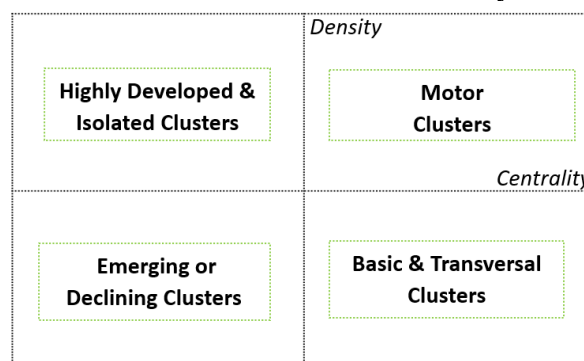 Density
Highly Developed &
Isolated Clusters
Motor
Clusters
Centrality
Emerging or
Declining Clusters
Basic & Transversal
Clusters